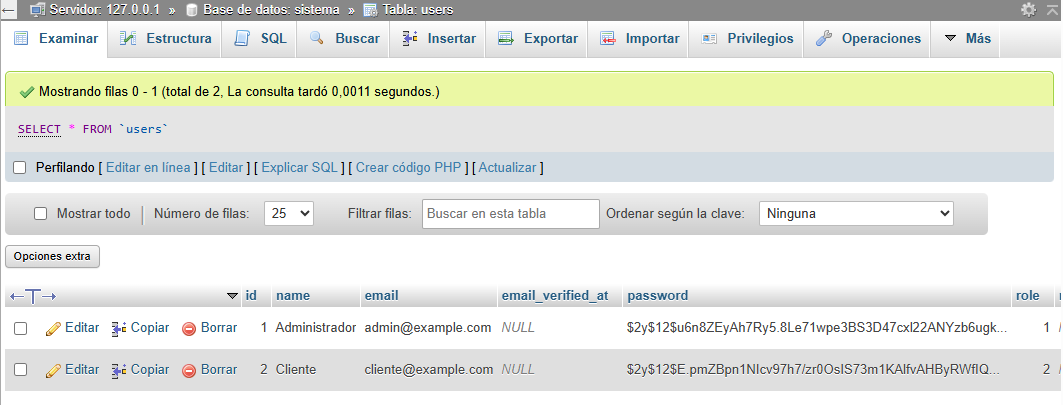 Servidor: 127.0.0.1 » Base de datos: sistema » Tabla: users
Examinar Estructura SQL Buscar Insertar Exportar Importar Privilegios Operaciones Más
Mostrando filas 0 - 1 (total de 2, La consulta tardó 0,0011 segundos.)
SELECT * FROM `users`
Perfilando [ Editar en línea ] [ Editar ] [ Explicar SQL ] [ Crear código PHP ] [ Actualizar ]
Mostrar todo Número de filas: 25 Filtrar filas: Buscar en esta tabla Ordenar según la clave: Ninguna
Opciones extra
←T→ id name email email_verified_at password role
Editar Copiar Borrar 1 Administrador admin@example.com NULL $2y$12$u6n8ZEyAh7Ry5.8Le71wpe3BS3D47cxl22ANYzb6ugk... 1
Editar Copiar Borrar 2 Cliente cliente@example.com NULL $2y$12$E.pmZBpn1NIcv97h7/zr0OsIS73m1KAlfvAHByRWfIQ... 2